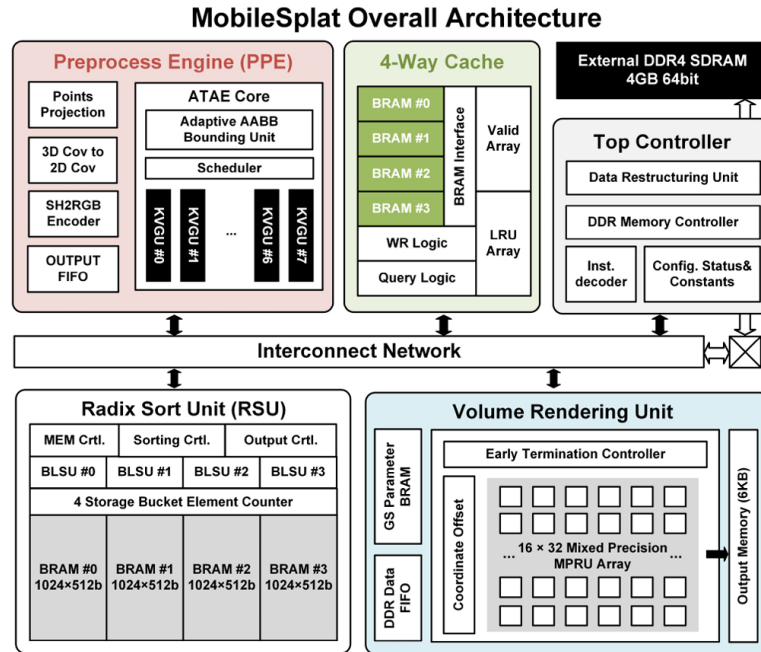 MobileSplat Overall Architecture
Preprocess Engine (PPE)
Points
Projection
3D Cov to
2D Cov
SH2RGB
Encoder
OUTPUT
FIFO
ATAE Core
Adaptive AABB
Bounding Unit
Scheduler
KVGU #0
KVGU #1
...
KVGU #6
KVGU #7
4-Way Cache
BRAM #0
BRAM #1
BRAM #2
BRAM #3
BRAM Interface
Valid
Array
LRU
Array
WR Logic
Query Logic
External DDR4 SDRAM
4GB 64bit
Top Controller
Data Restructuring Unit
DDR Memory Controller
Inst.
decoder
Config. Status&
Constants
Interconnect Network
Radix Sort Unit (RSU)
MEM Crtl.
Sorting Crtl.
Output Crtl.
BLSU #0
BLSU #1
BLSU #2
BLSU #3
4 Storage Bucket Element Counter
BRAM #0
1024×512b
BRAM #1
1024×512b
BRAM #2
1024×512b
BRAM #3
1024×512b
Volume Rendering Unit
GS Parameter
BRAM
DDR Data
FIFO
Early Termination Controller
Coordinate Offset
... 16 × 32 Mixed Precision ...
MPRU Array
Output Memory (6KB)